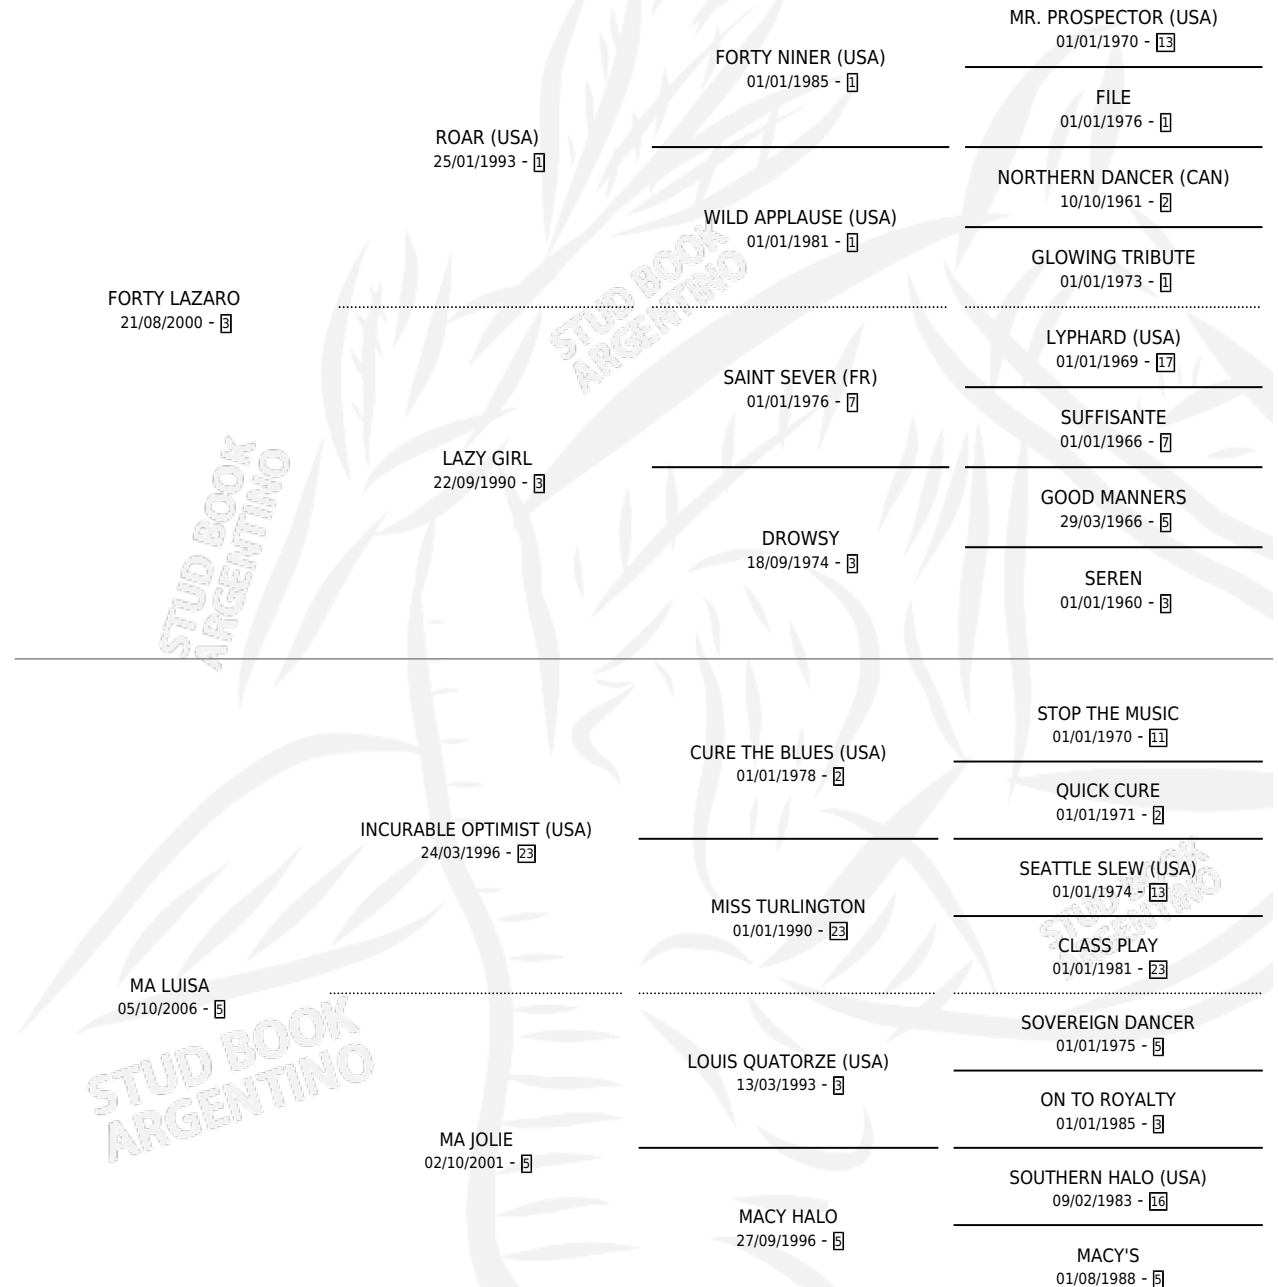 MR. PROSPECTOR (USA)
01/01/1970 - 13
FORTY NINER (USA)
01/01/1985 - 1
FILE
01/01/1976 - 1
ROAR (USA)
25/01/1993 - 1
NORTHERN DANCER (CAN)
10/10/1961 - 2
WILD APPLAUSE (USA)
01/01/1981 - 1
GLOWING TRIBUTE
01/01/1973 - 1
FORTY LAZARO
21/08/2000 - 3
LYPHARD (USA)
01/01/1969 - 17
SAINT SEVER (FR)
01/01/1976 - 7
SUFFISANTE
01/01/1966 - 7
LAZY GIRL
22/09/1990 - 3
GOOD MANNERS
29/03/1966 - 5
DROWSY
18/09/1974 - 3
SEREN
01/01/1960 - 3
STOP THE MUSIC
01/01/1970 - 11
CURE THE BLUES (USA)
01/01/1978 - 2
QUICK CURE
01/01/1971 - 2
INCURABLE OPTIMIST (USA)
24/03/1996 - 23
SEATTLE SLEW (USA)
01/01/1974 - 13
MISS TURLINGTON
01/01/1990 - 23
CLASS PLAY
01/01/1981 - 23
MA LUISA
05/10/2006 - 5
SOVEREIGN DANCER
01/01/1975 - 5
LOUIS QUATORZE (USA)
13/03/1993 - 3
ON TO ROYALTY
01/01/1985 - 3
MA JOLIE
02/10/2001 - 5
SOUTHERN HALO (USA)
09/02/1983 - 16
MACY HALO
27/09/1996 - 5
MACY'S
01/08/1988 - 5
STUD BOOK
ARGENTINO
STUD BOOK
ARGENTINO
STUD BOOK
ARGENTINO
STUD BOOK
ARGENTINO